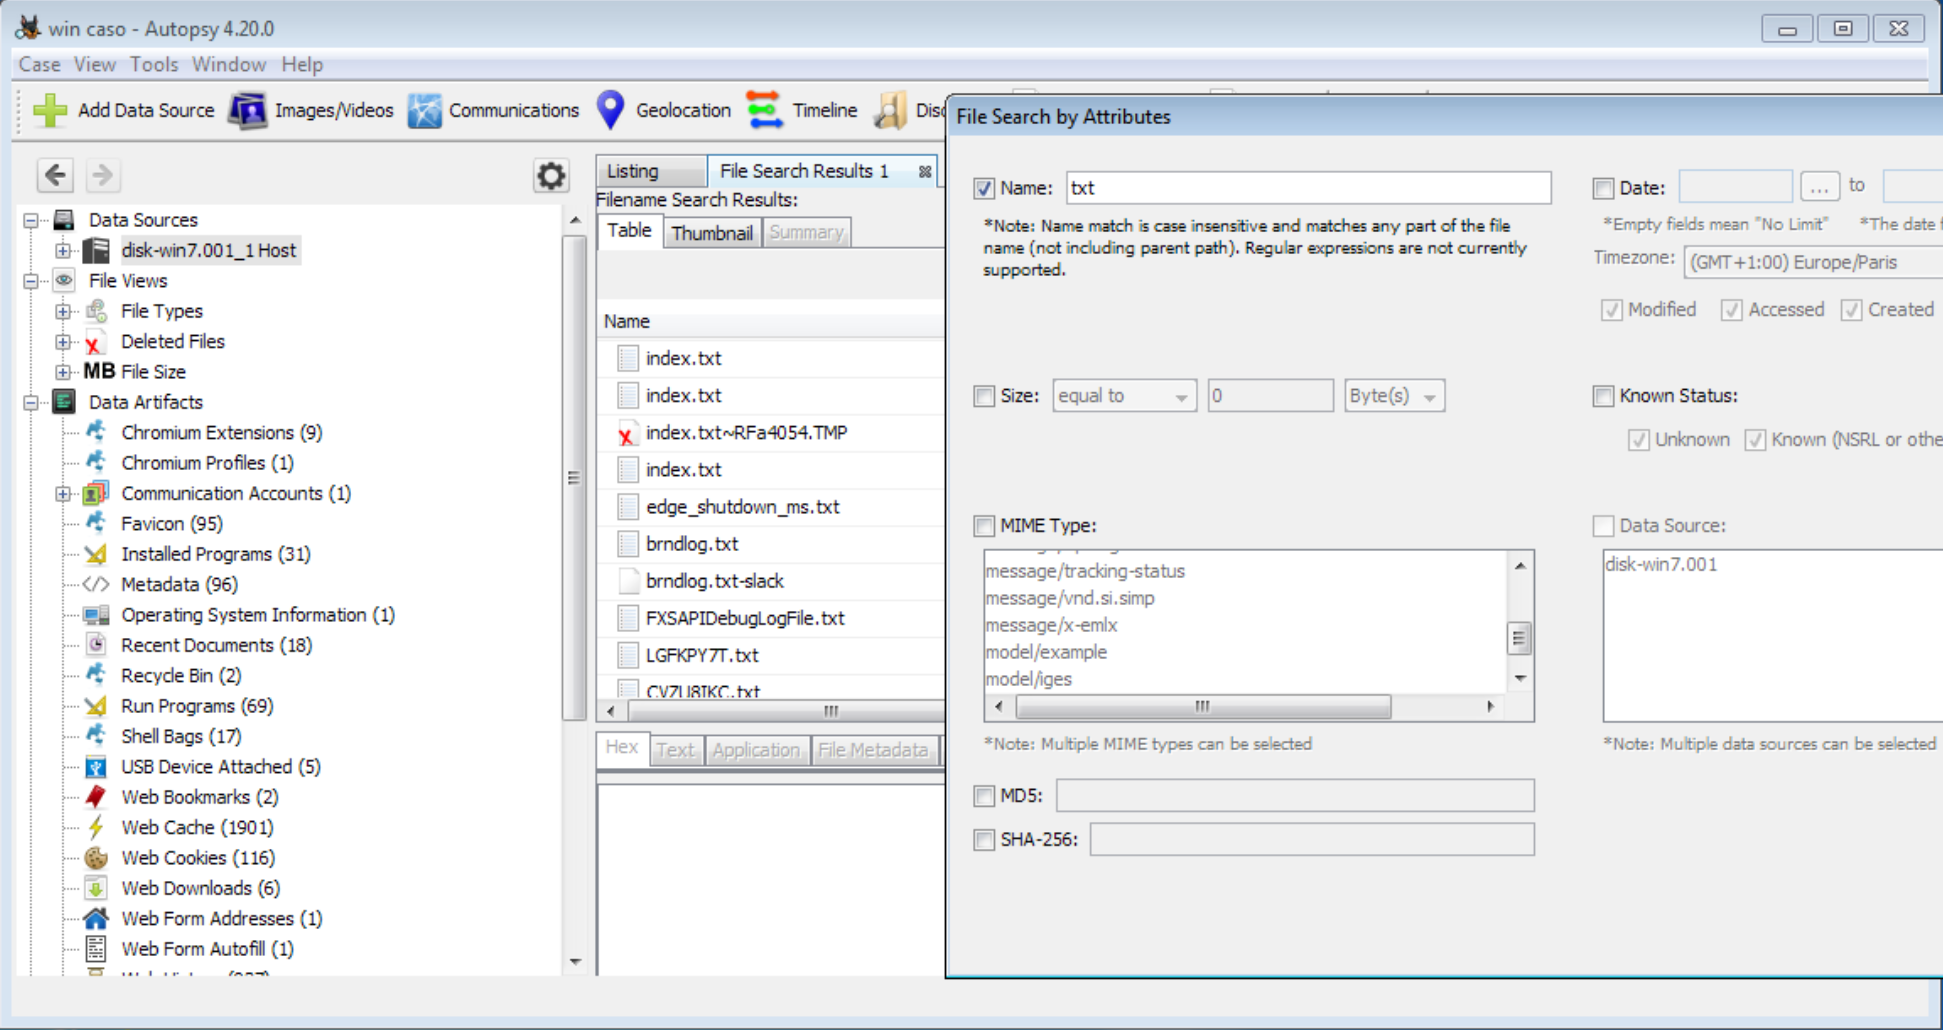 win caso - Autopsy 4.20.0
Case View Tools Window Help
Add Data Source Images/Videos Communications Geolocation Timeline
Data Sources
disk-win7.001_1 Host
File Views
File Types
Deleted Files
MB File Size
Data Artifacts
Chromium Extensions (9)
Chromium Profiles (1)
Communication Accounts (1)
Favicon (95)
Installed Programs (31)
Metadata (96)
Operating System Information (1)
Recent Documents (18)
Recycle Bin (2)
Run Programs (69)
Shell Bags (17)
USB Device Attached (5)
Web Bookmarks (2)
Web Cache (1901)
Web Cookies (116)
Web Downloads (6)
Web Form Addresses (1)
Web Form Autofill (1)
Listing File Search Results 1
Filename Search Results:
Table Thumbnail Summary
Name
index.txt
index.txt
index.txt~RFa4054.TMP
index.txt
edge_shutdown_ms.txt
brndlog.txt
brndlog.txt-slack
FXSAPIDebugLogFile.txt
LGFKPY7T.txt
Hex Text Application File Metadata
File Search by Attributes
Name: txt
*Note: Name match is case insensitive and matches any part of the file
name (not including parent path). Regular expressions are not currently
supported.
Size: equal to 0 Byte(s)
MIME Type:
message/tracking-status
message/vnd.si.simp
message/x-emlx
model/example
model/iges
*Note: Multiple MIME types can be selected
MD5:
SHA-256:
Date: ... to
*Empty fields mean "No Limit" *The date
Timezone: (GMT+1:00) Europe/Paris
Modified Accessed Created
Known Status:
Unknown Known (NSRL or othe
Data Source:
disk-win7.001
*Note: Multiple data sources can be selected